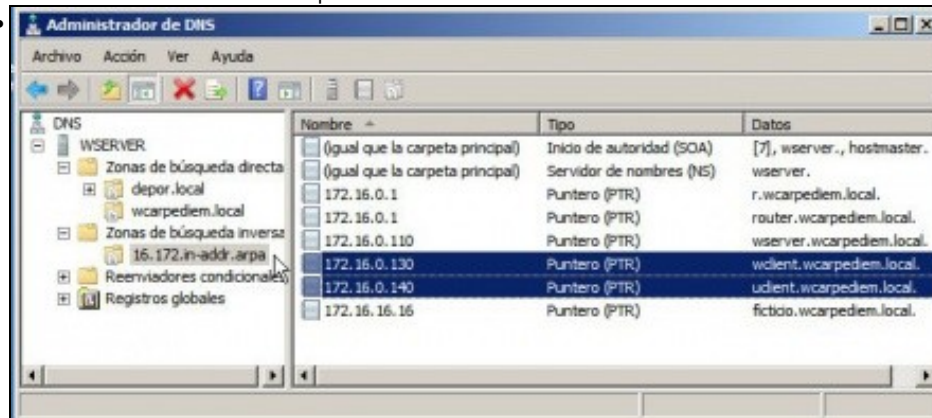 Administrador de DNS
Archivo Acción Ver Ayuda
DNS
WSERVER
Zonas de búsqueda directa
depor.local
wcarpediem.local
Zonas de búsqueda inversa
16.172.in-addr.arpa
Reenviadores condicionales
Registros globales
Nombre Tipo Datos
(igual que la carpeta principal) Inicio de autoridad (SOA) [7], wserver., hostmaster.
(igual que la carpeta principal) Servidor de nombres (NS) wserver.
172.16.0.1 Puntero (PTR) r.wcarpediem.local.
172.16.0.1 Puntero (PTR) router.wcarpediem.local.
172.16.0.110 Puntero (PTR) wserver.wcarpediem.local.
172.16.0.130 Puntero (PTR) wclient.wcarpediem.local.
172.16.0.140 Puntero (PTR) uclient.wcarpediem.local.
172.16.16.16 Puntero (PTR) ficticio.wcarpediem.local.